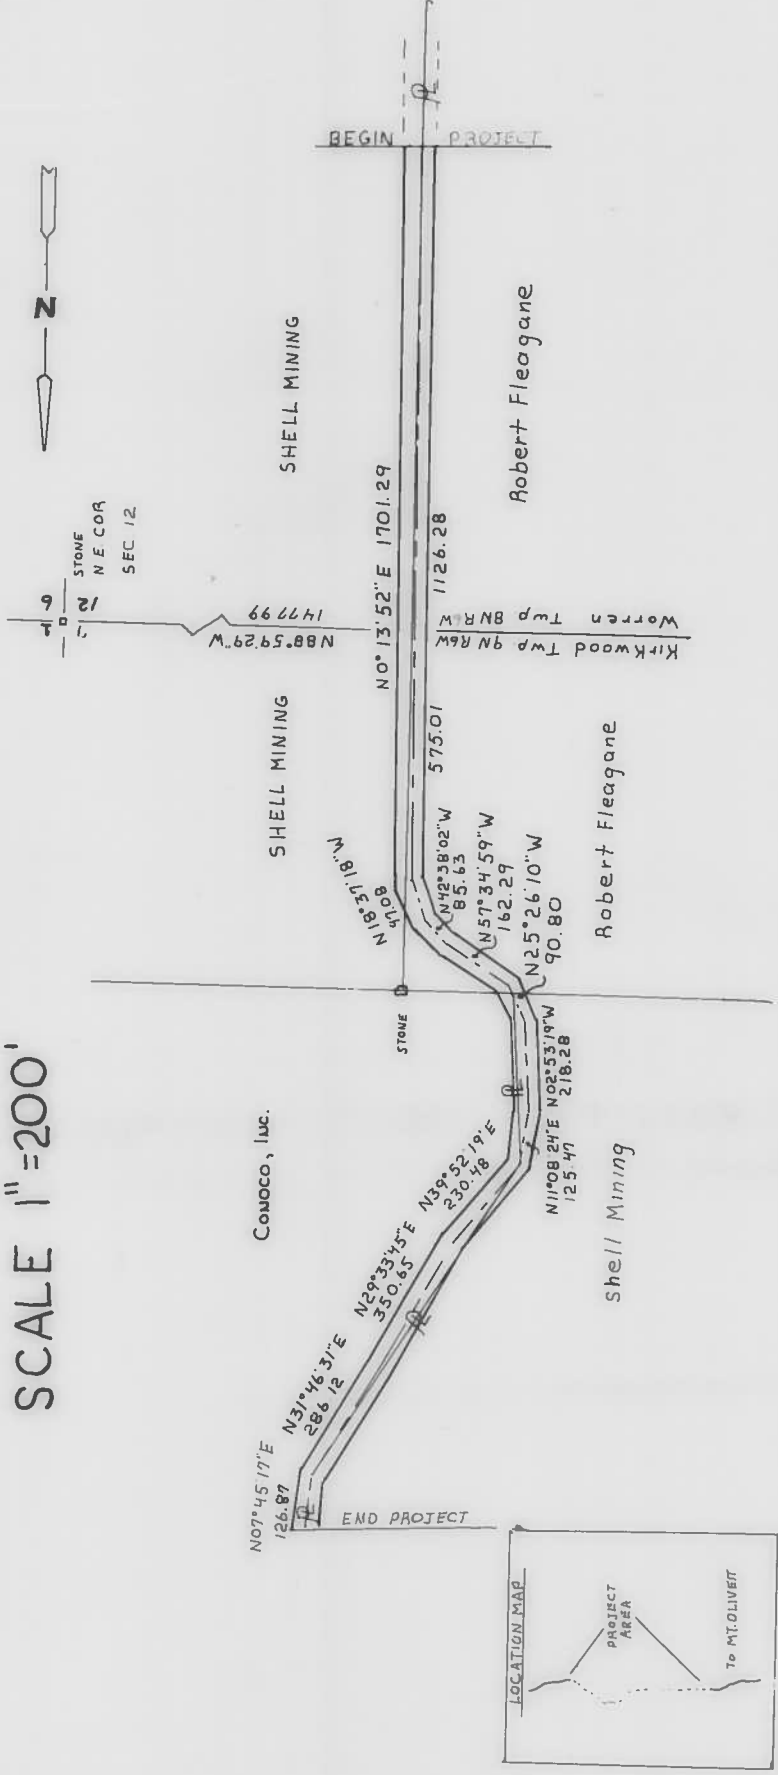 SCALE 1"=200'
N
STONE
N E COR
SEC 12
6
1
12
7
N88°59'29"W
1477.99
BEGIN PROJECT
SHELL MINING
SHELL MINING
Robert Fleagane
Robert Fleagane
N0°13'52"E 1701.29
1126.28
575.01
Kirkwood Twp 9N R6W
Warren Twp 8N R6W
N18°37'18"W
N42°38'02"W
85.63
N57°34'59"W
162.29
N25°26'10"W
90.80
STONE
Conoco, Inc.
N02°53'19"W
218.28
N11°08'24"E
125.47
N39°52'19"E
230.48
N29°33'45"E
350.65
N31°46'31"E
286.12
N07°45'17"E
126.87
Shell Mining
END PROJECT
LOCATION MAP
PROJECT
AREA
TO MT.OLIVETT